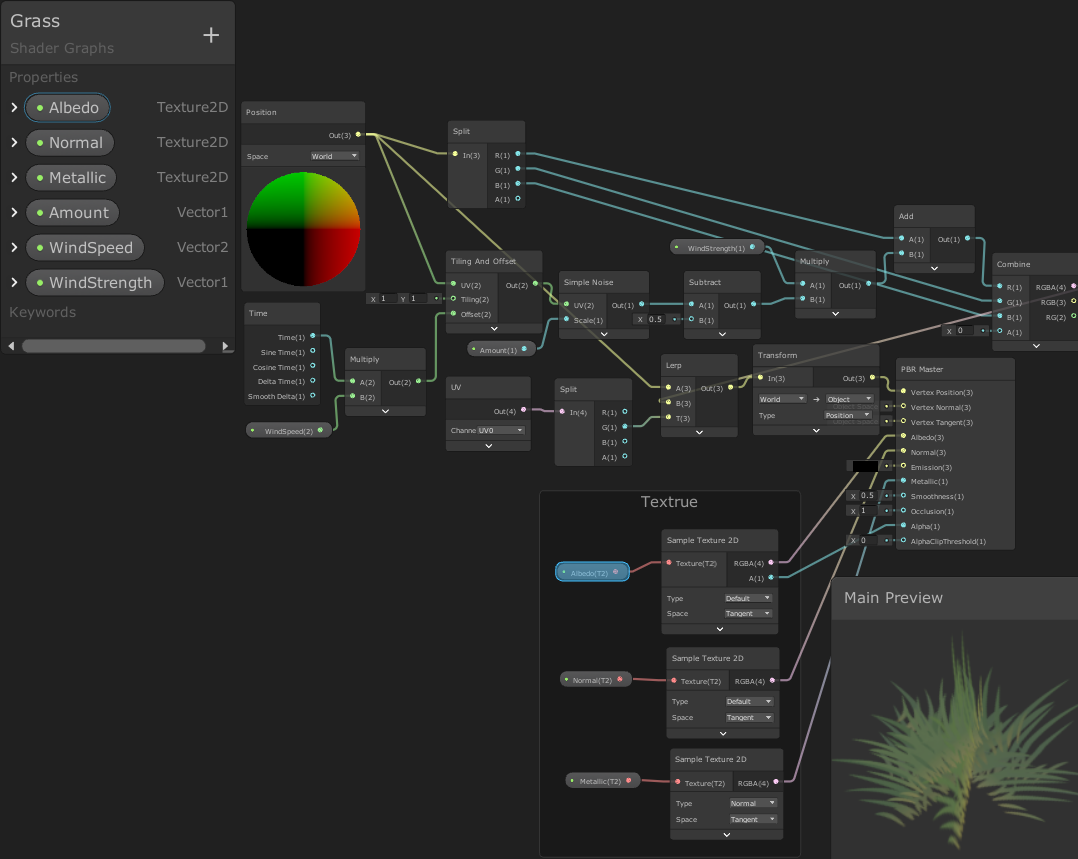 Grass
Shader Graphs
Properties
Albedo Texture2D
Normal Texture2D
Metallic Texture2D
Amount Vector1
WindSpeed Vector2
WindStrength Vector1
Keywords
Position
Out(3)
Space World
Split
In(3) R(1)
G(1)
B(1)
A(1)
Time
Time(1)
Sine Time(1)
Cosine Time(1)
Delta Time(1)
Smooth Delta(1)
WindSpeed(2)
Multiply
A(2) Out(2)
B(2)
Tiling And Offset
UV(2) Out(2)
X 1 Y 1 Tiling(2)
Offset(2)
Amount(1)
Simple Noise
UV(2) Out(1)
Scale(1)
Subtract
A(1) Out(1)
X 0.5 B(1)
WindStrength(1)
Multiply
A(1) Out(1)
B(1)
Add
A(1) Out(1)
B(1)
Combine
R(1) RGBA(4)
G(1) RGB(3)
B(1) RG(2)
X 0 A(1)
UV
Out(4)
Channe UV0
Split
In(4) R(1)
G(1)
B(1)
A(1)
Lerp
A(3) Out(3)
B(3)
T(3)
Transform
In(3) Out(3)
World → Object
Type Position
PBR Master
Vertex Position(3)
Object Space Vertex Normal(3)
Object Space Vertex Tangent(3)
Albedo(3)
Normal(3)
Emission(3)
Metallic(1)
X 0.5 Smoothness(1)
X 1 Occlusion(1)
Alpha(1)
X 0 AlphaClipThreshold(1)
Textrue
Albedo(T2)
Sample Texture 2D
Texture(T2) RGBA(4)
A(1)
Type Default
Space Tangent
Normal(T2)
Sample Texture 2D
Texture(T2) RGBA(4)
Type Default
Space Tangent
Metallic(T2)
Sample Texture 2D
Texture(T2) RGBA(4)
Type Normal
Space Tangent
Main Preview